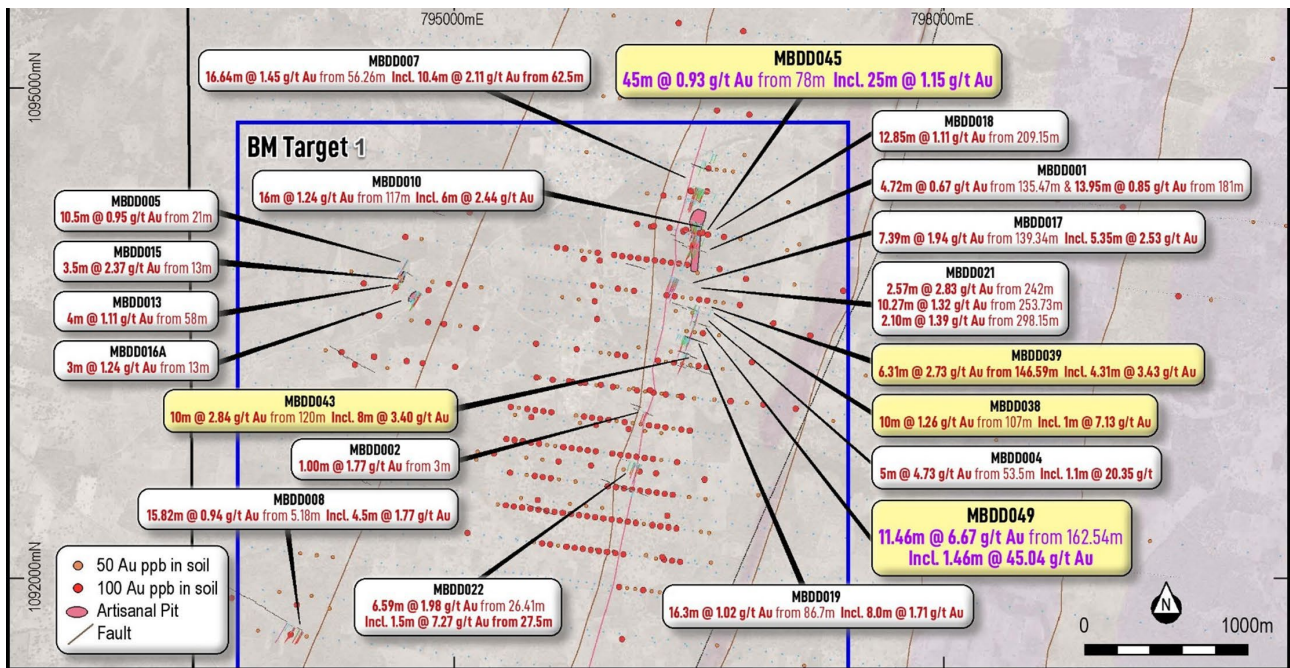 795000mE
798000mE
1095000mN
1092000mN
MBDD007
16.64m @ 1.45 g/t Au from 56.26m Incl. 10.4m @ 2.11 g/t Au from 62.5m
MBDD045
45m @ 0.93 g/t Au from 78m Incl. 25m @ 1.15 g/t Au
MBDD018
12.85m @ 1.11 g/t Au from 209.15m
BM Target 1
MBDD010
16m @ 1.24 g/t Au from 117m Incl. 6m @ 2.44 g/t Au
MBDD001
4.72m @ 0.67 g/t Au from 135.47m & 13.95m @ 0.85 g/t Au from 181m
MBDD005
10.5m @ 0.95 g/t Au from 21m
MBDD017
7.39m @ 1.94 g/t Au from 139.34m Incl. 5.35m @ 2.53 g/t Au
MBDD015
3.5m @ 2.37 g/t Au from 13m
MBDD021
2.57m @ 2.83 g/t Au from 242m
10.27m @ 1.32 g/t Au from 253.73m
2.10m @ 1.39 g/t Au from 298.15m
MBDD013
4m @ 1.11 g/t Au from 58m
MBDD016A
3m @ 1.24 g/t Au from 13m
MBDD039
6.31m @ 2.73 g/t Au from 146.59m Incl. 4.31m @ 3.43 g/t Au
MBDD043
10m @ 2.84 g/t Au from 120m Incl. 8m @ 3.40 g/t Au
MBDD038
10m @ 1.26 g/t Au from 107m Incl. 1m @ 7.13 g/t Au
MBDD002
1.00m @ 1.77 g/t Au from 3m
MBDD004
5m @ 4.73 g/t Au from 53.5m Incl. 1.1m @ 20.35 g/t
MBDD008
15.82m @ 0.94 g/t Au from 5.18m Incl. 4.5m @ 1.77 g/t Au
MBDD049
11.46m @ 6.67 g/t Au from 162.54m
Incl. 1.46m @ 45.04 g/t Au
MBDD022
6.59m @ 1.98 g/t Au from 26.41m
Incl. 1.5m @ 7.27 g/t Au from 27.5m
MBDD019
16.3m @ 1.02 g/t Au from 86.7m Incl. 8.0m @ 1.71 g/t Au
50 Au ppb in soil
100 Au ppb in soil
Artisanal Pit
Fault
N
0 1000m